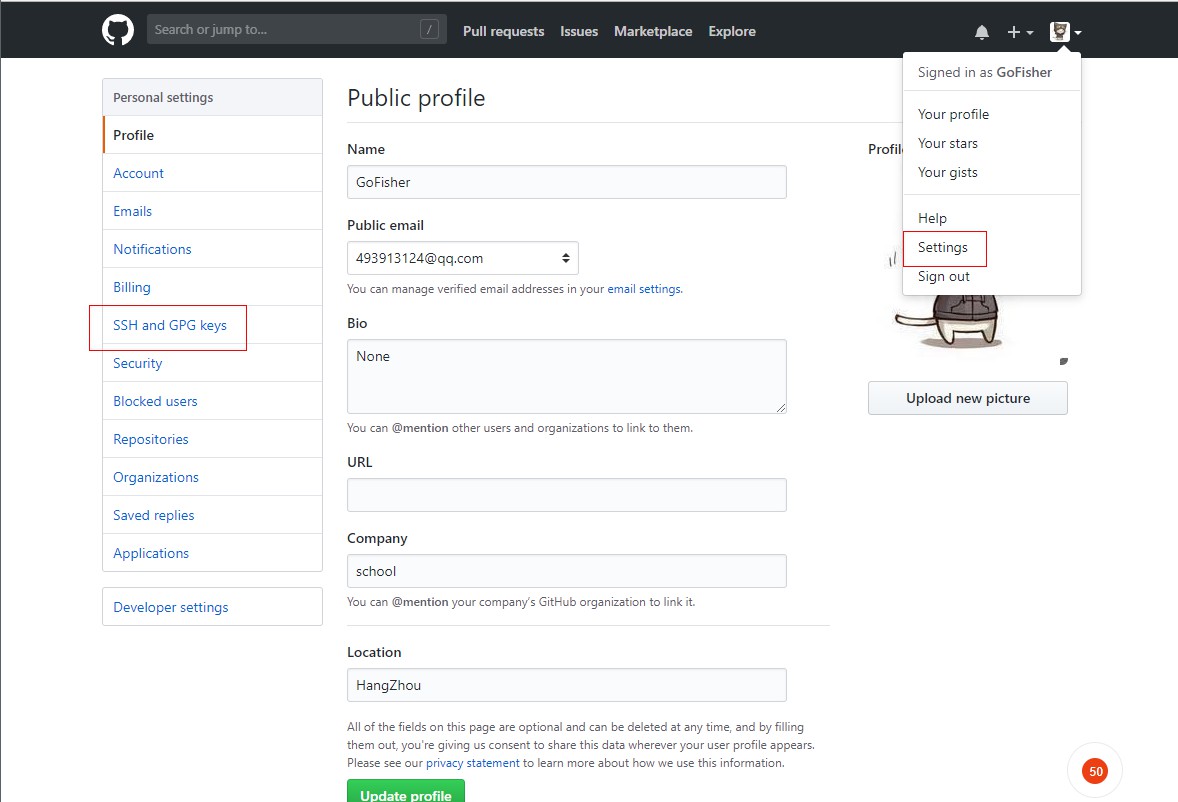 Search or jump to...
/
Pull requests
Issues
Marketplace
Explore
Signed in as GoFisher
Your profile
Your stars
Your gists
Help
Settings
Sign out
Personal settings
Profile
Account
Emails
Notifications
Billing
SSH and GPG keys
Security
Blocked users
Repositories
Organizations
Saved replies
Applications
Developer settings
Public profile
Name
GoFisher
Public email
493913124@qq.com
You can manage verified email addresses in your email settings.
Bio
None
You can @mention other users and organizations to link to them.
URL
Company
school
You can @mention your company's GitHub organization to link it.
Location
HangZhou
All of the fields on this page are optional and can be deleted at any time, and by filling
them out, you're giving us consent to share this data wherever your user profile appears.
Please see our privacy statement to learn more about how we use this information.
Update profile
Upload new picture
50